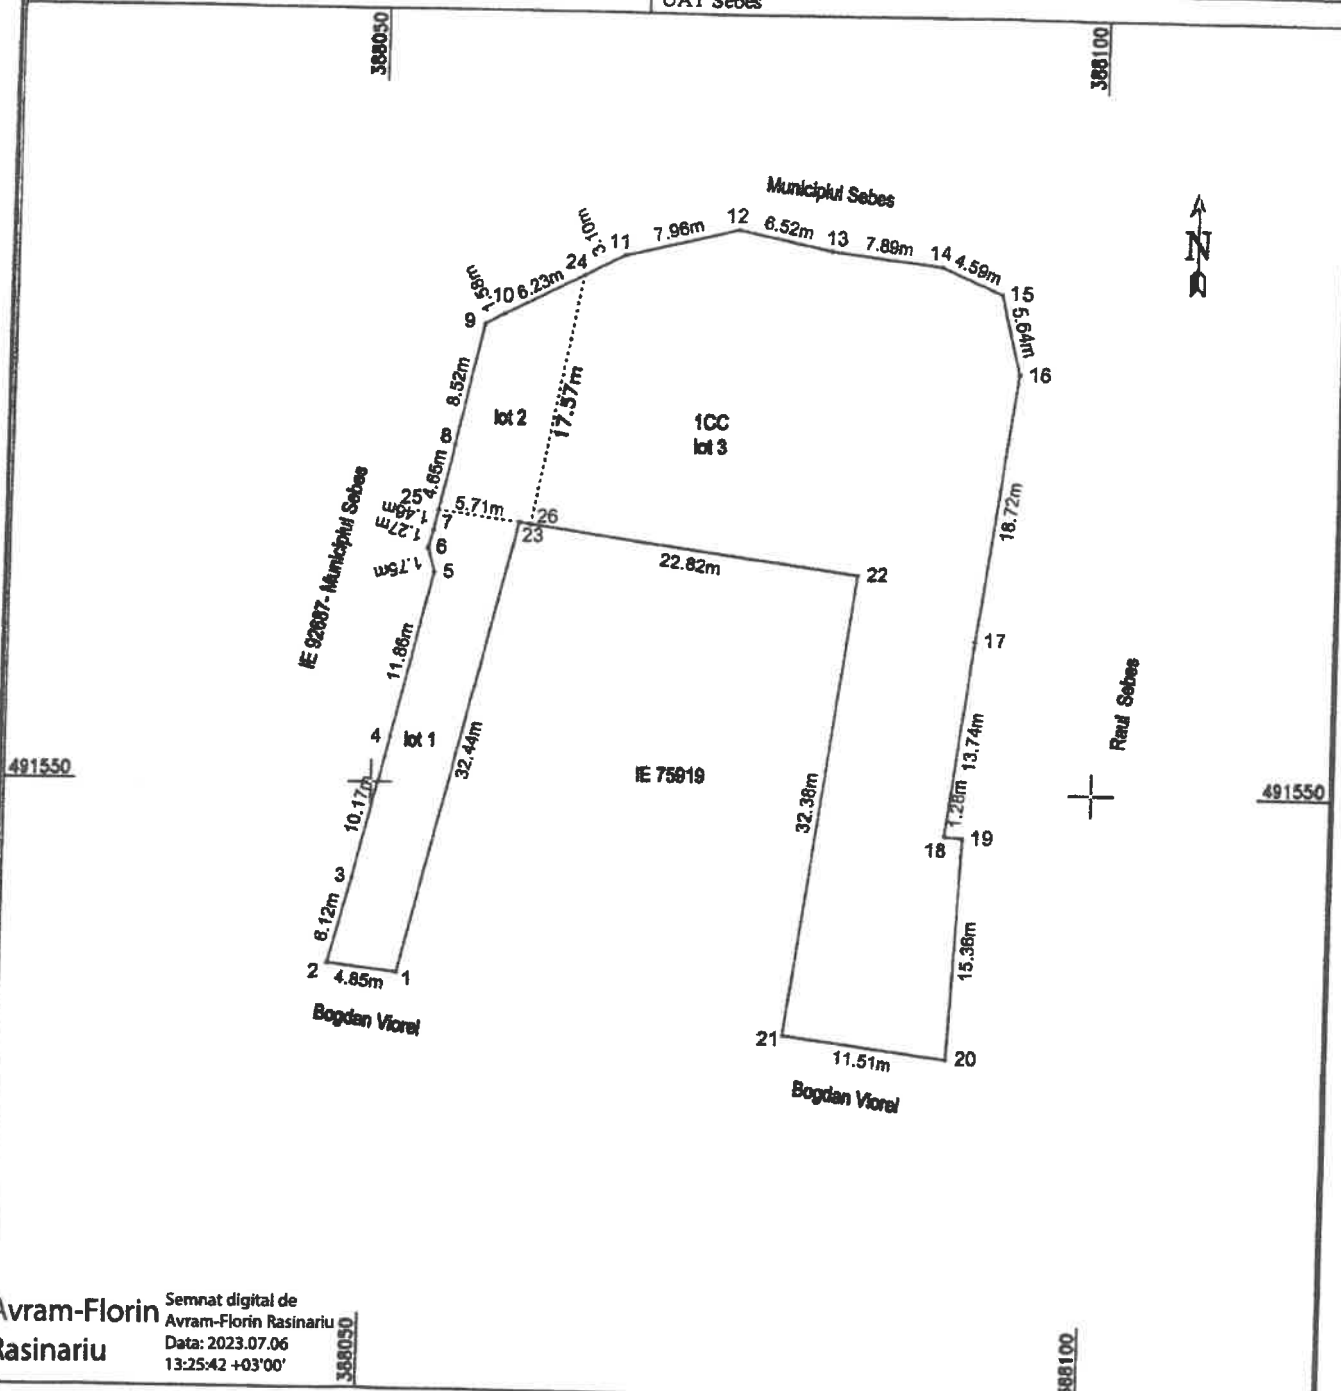 UAT Sebes
388050
388100
Municipiul Sebes
N
3.10m
11
7.96m
12
6.52m
13
7.89m
14
4.59m
15
24
1.58m
10
6.23m
9
5.64m
16
8.52m
17.57m
lot 2
1CC
lot 3
8
4.65m
25
1.46m
7
5.71m
26
23
1.27m
6
1.75m
5
22.82m
22
18.72m
IE 92687- Municipiul Sebes
11.86m
17
4
lot 1
32.44m
IE 75919
32.38m
13.74m
Raul Sebes
491550
491550
10.17m
1.28m
18
19
3
6.12m
15.36m
2
4.85m
1
Bogdan Viorel
21
11.51m
20
Bogdan Viorel
Avram-Florin
Rasinariu
Semnat digital de
Avram-Florin Rasinariu
Data: 2023.07.06
13:25:42 +03'00'
388050
388100